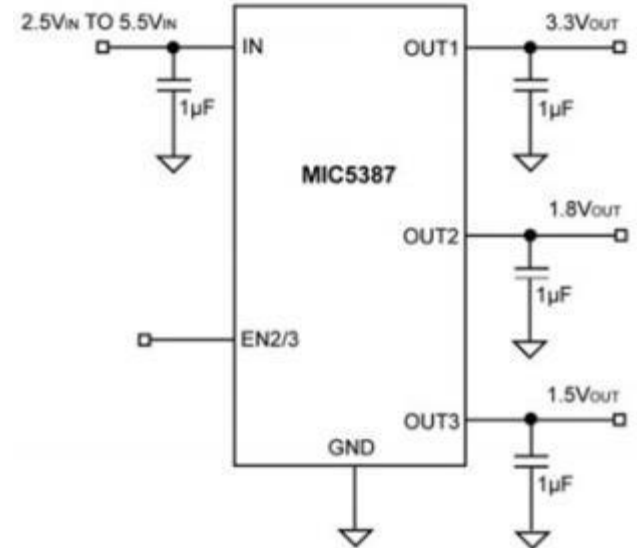 2.5VIN TO 5.5VIN
3.3VOUT
IN
OUT1
1µF
1µF
MIC5387
1.8VOUT
OUT2
1µF
EN2/3
1.5VOUT
OUT3
GND
1µF